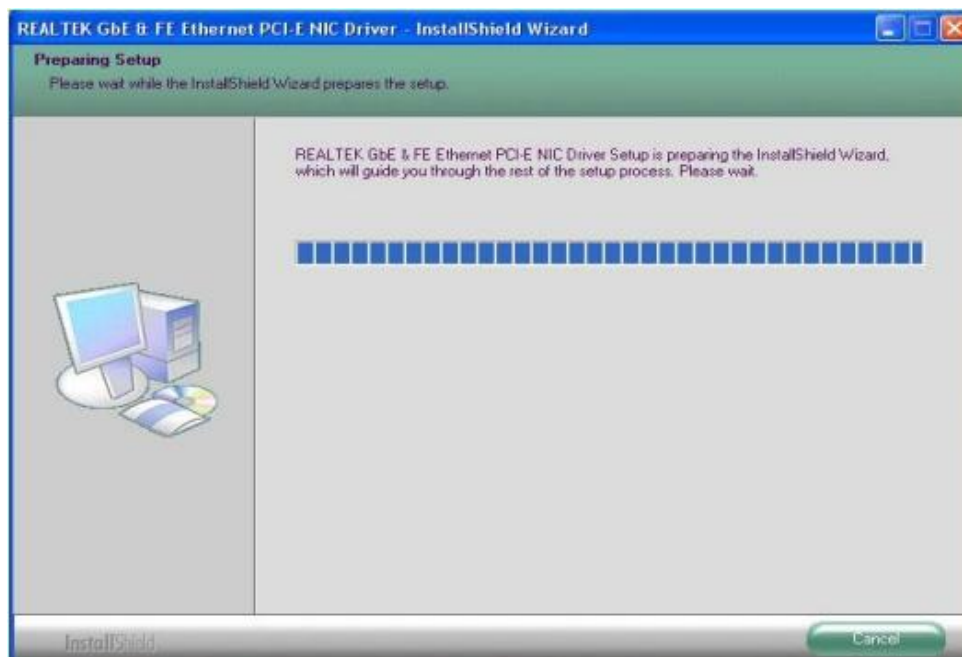 REALTEK GbE & FE Ethernet PCI-E NIC Driver - InstallShield Wizard
Preparing Setup
Please wait while the InstallShield Wizard prepares the setup.
REALTEK GbE & FE Ethernet PCI-E NIC Driver Setup is preparing the InstallShield Wizard,
which will guide you through the rest of the setup process. Please wait.
InstallShield
Cancel